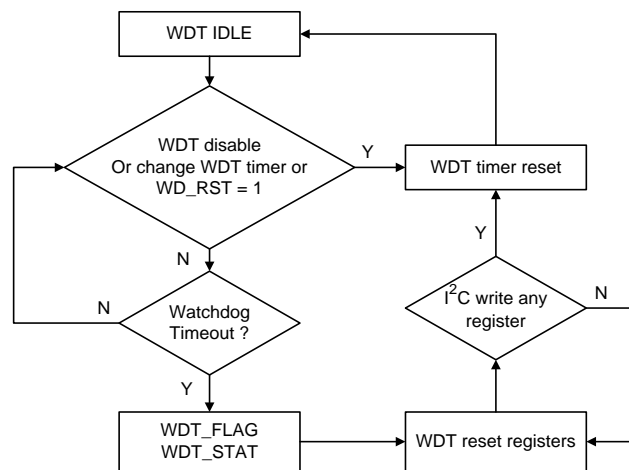 WDT IDLE
WDT disable
Or change WDT timer or
WD_RST = 1
Y
WDT timer reset
N
Y
Watchdog
Timeout ?
N
I²C write any
register
N
Y
WDT_FLAG
WDT_STAT
WDT reset registers